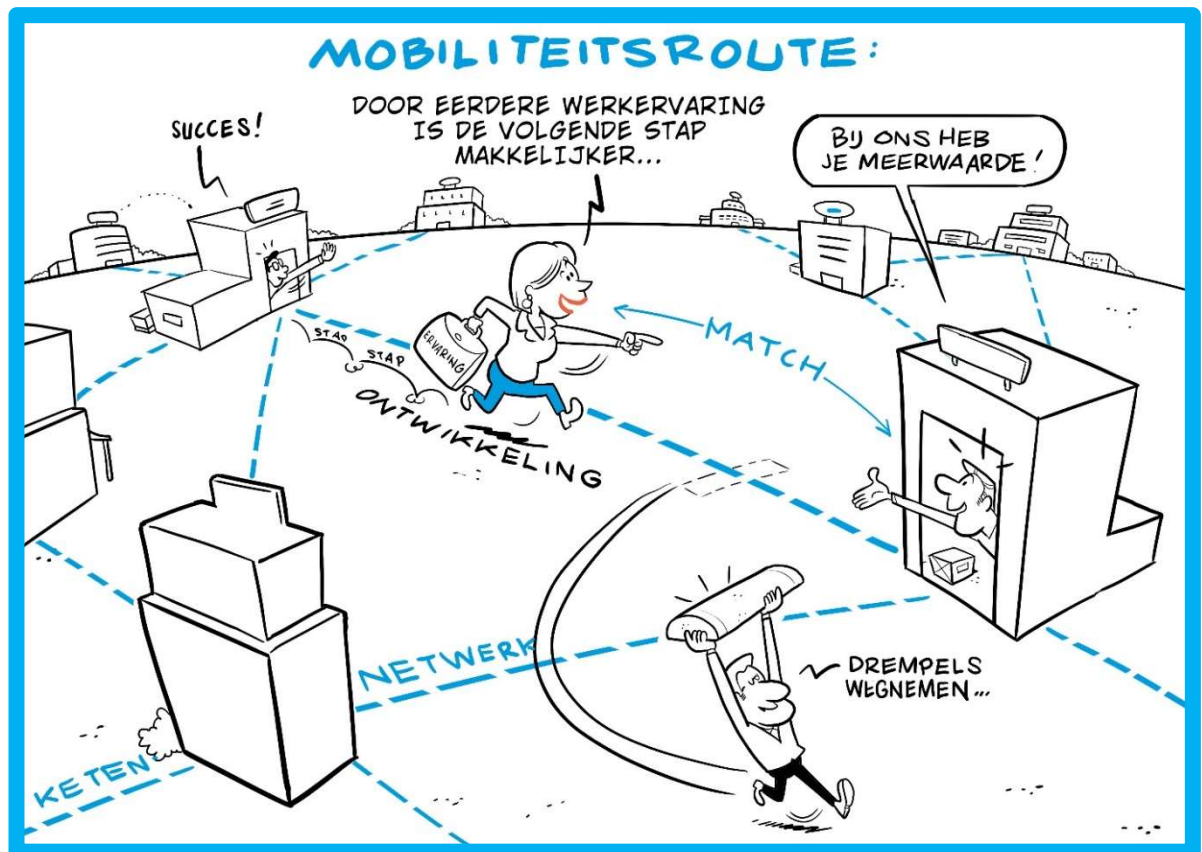 MOBILITEITSROUTE:
SUCCES!
DOOR EERDERE WERKERVARING
IS DE VOLGENDE STAP
MAKKELIJKER...
BIJ ONS HEB
JE MEERWAARDE!
MATCH
STAP
STAP
ERVARING
ONTWIKKELING
NETWERK
DREMPELS
WEGNEMEN...
KETEN